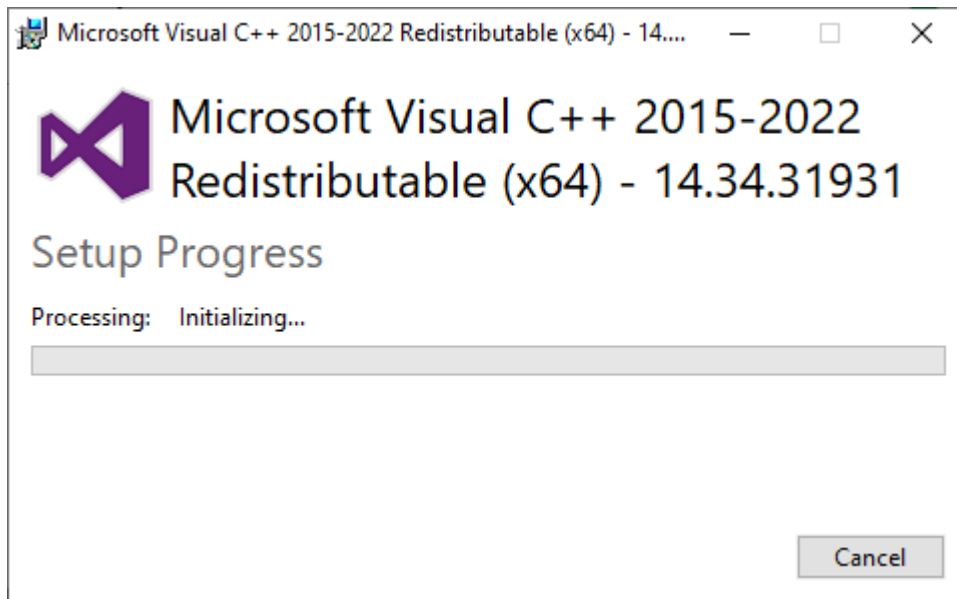 Microsoft Visual C++ 2015-2022 Redistributable (x64) - 14....
Microsoft Visual C++ 2015-2022
Redistributable (x64) - 14.34.31931
Setup Progress
Processing: Initializing...
Cancel